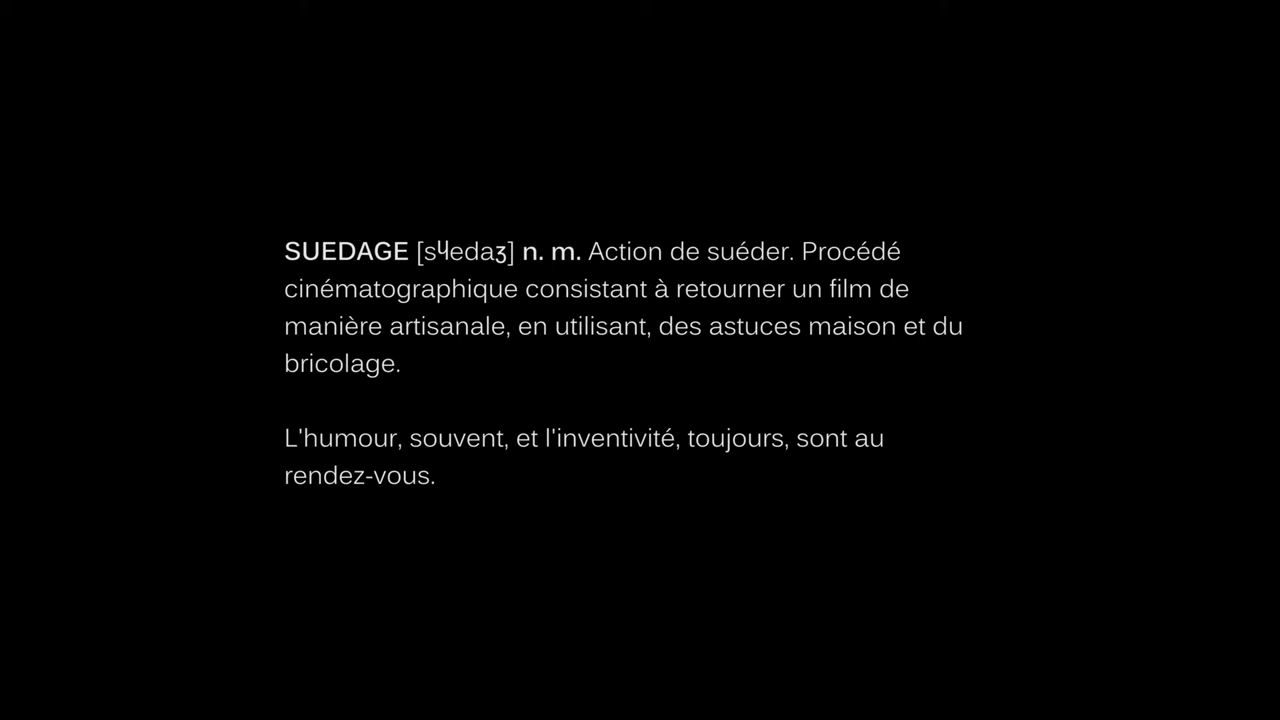 SUEDAGE [sɥedaʒ] n. m. Action de suéder. Procédé
cinématographique consistant à retourner un film de
manière artisanale, en utilisant, des astuces maison et du
bricolage.
L'humour, souvent, et l'inventivité, toujours, sont au
rendez-vous.